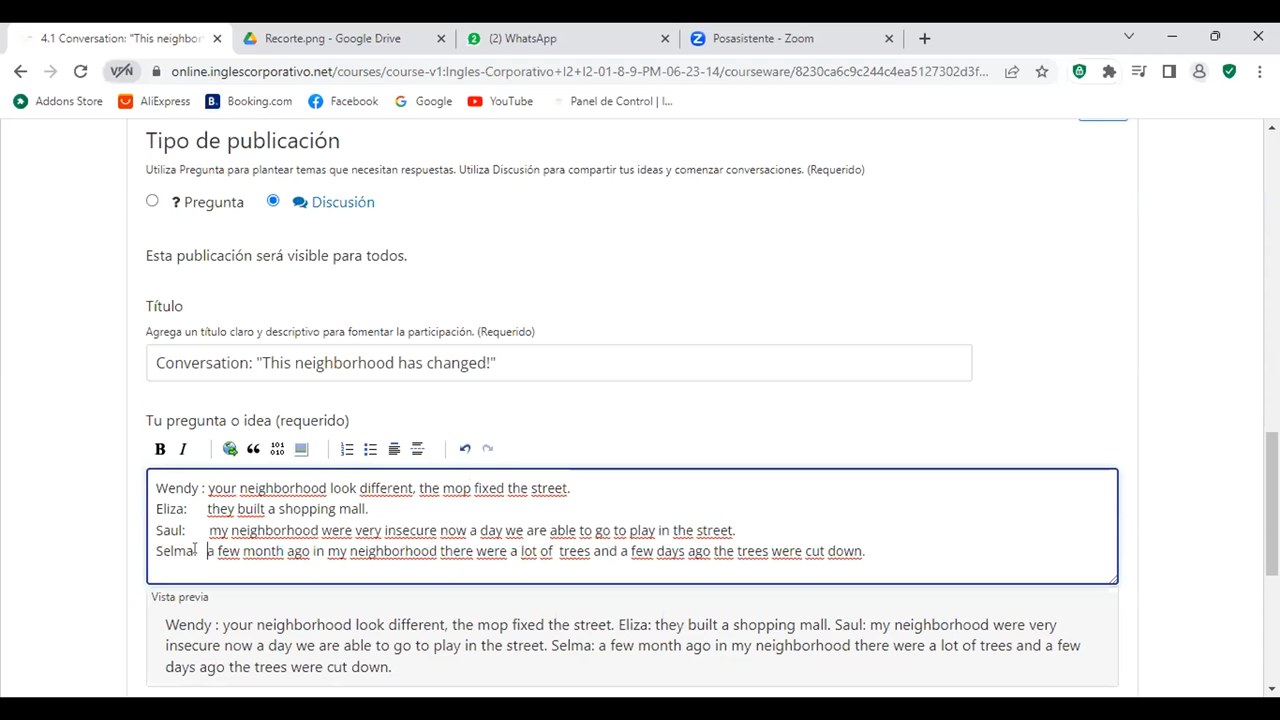 4.1 Conversation: "This neighbor
Recorte.png - Google Drive
(2) WhatsApp
Posasistente - Zoom
VPN
online.inglescorporativo.net/courses/course-v1:Ingles-Corporativo+I2+I2-01-8-9-PM-06-23-14/courseware/8230ca6c9c244c4ea5127302d3f...
Addons Store
AliExpress
Booking.com
Facebook
Google
YouTube
Panel de Control | I...
Tipo de publicación
Utiliza Pregunta para plantear temas que necesitan respuestas. Utiliza Discusión para compartir tus ideas y comenzar conversaciones. (Requerido)
? Pregunta
Discusión
Esta publicación será visible para todos.
Título
Agrega un título claro y descriptivo para fomentar la participación. (Requerido)
Conversation: "This neighborhood has changed!"
Tu pregunta o idea (requerido)
B I
Wendy : your neighborhood look different, the mop fixed the street.
Eliza: they built a shopping mall.
Saul: my neighborhood were very insecure now a day we are able to go to play in the street.
Selma: a few month ago in my neighborhood there were a lot of trees and a few days ago the trees were cut down.
Vista previa
Wendy : your neighborhood look different, the mop fixed the street. Eliza: they built a shopping mall. Saul: my neighborhood were very
insecure now a day we are able to go to play in the street. Selma: a few month ago in my neighborhood there were a lot of trees and a few
days ago the trees were cut down.